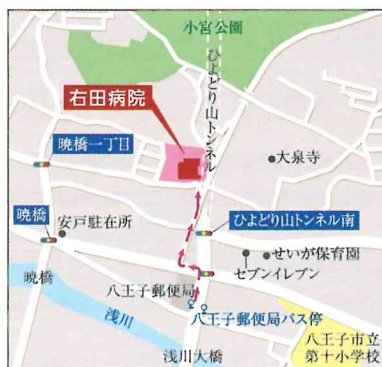 小宮公園
ひよどり山トンネル
右田病院
暁橋一丁目
大泉寺
暁橋
安戸駐在所
ひよどり山トンネル南
せいが保育園
セブンイレブン
暁橋
八王子郵便局
浅川
八王子郵便局バス停
浅川大橋
八王子市立
第十小学校